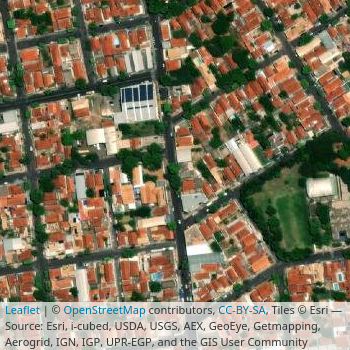 Leaflet | © OpenStreetMap contributors, CC-BY-SA, Tiles © Esri —
Source: Esri, i-cubed, USDA, USGS, AEX, GeoEye, Getmapping,
Aerogrid, IGN, IGP, UPR-EGP, and the GIS User Community